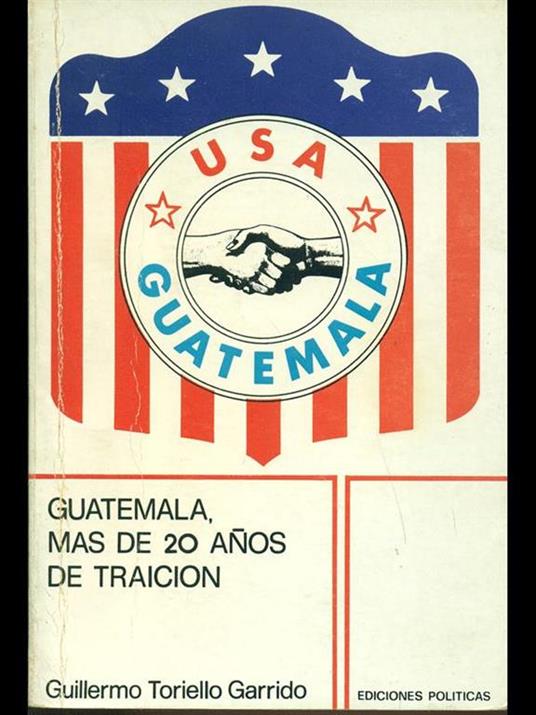 USA
GUATEMALA
GUATEMALA,
MAS DE 20 AÑOS
DE TRAICION
Guillermo Toriello Garrido
EDICIONES POLITICAS